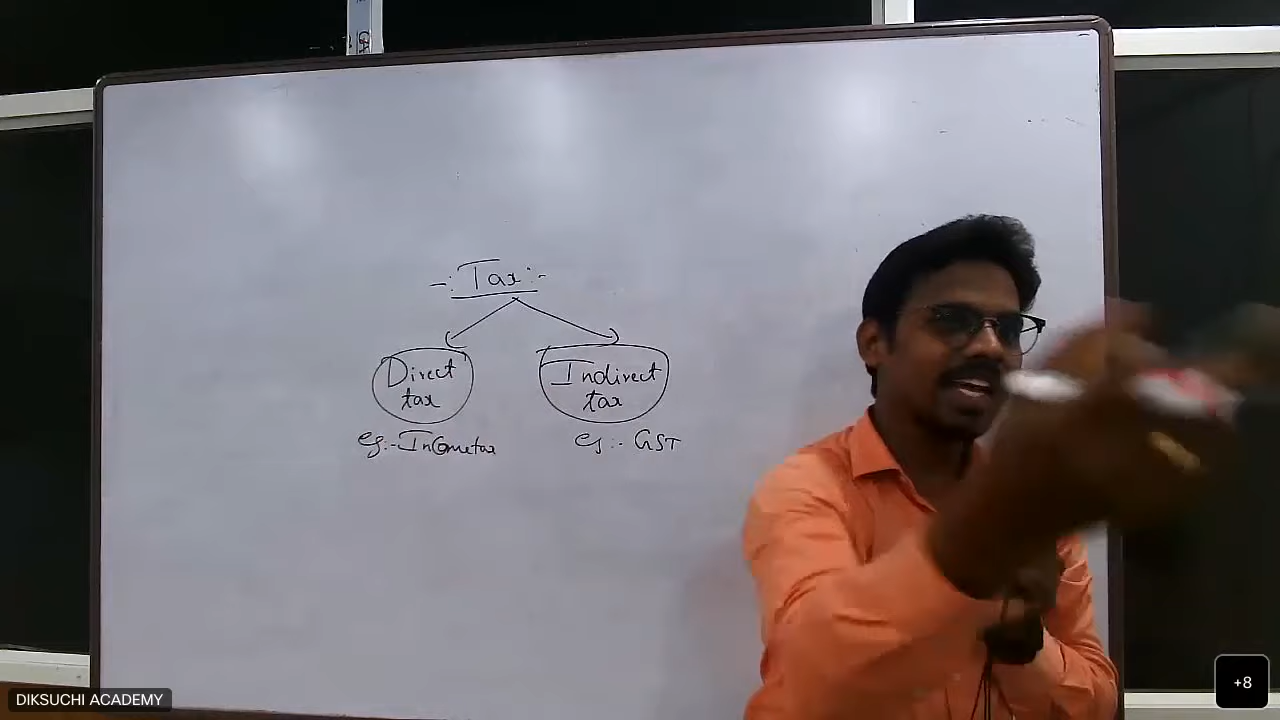 -: Tax :-
Direct tax
Indirect tax
eg:- Incometax
eg:- GST
DIKSUCHI ACADEMY
+8